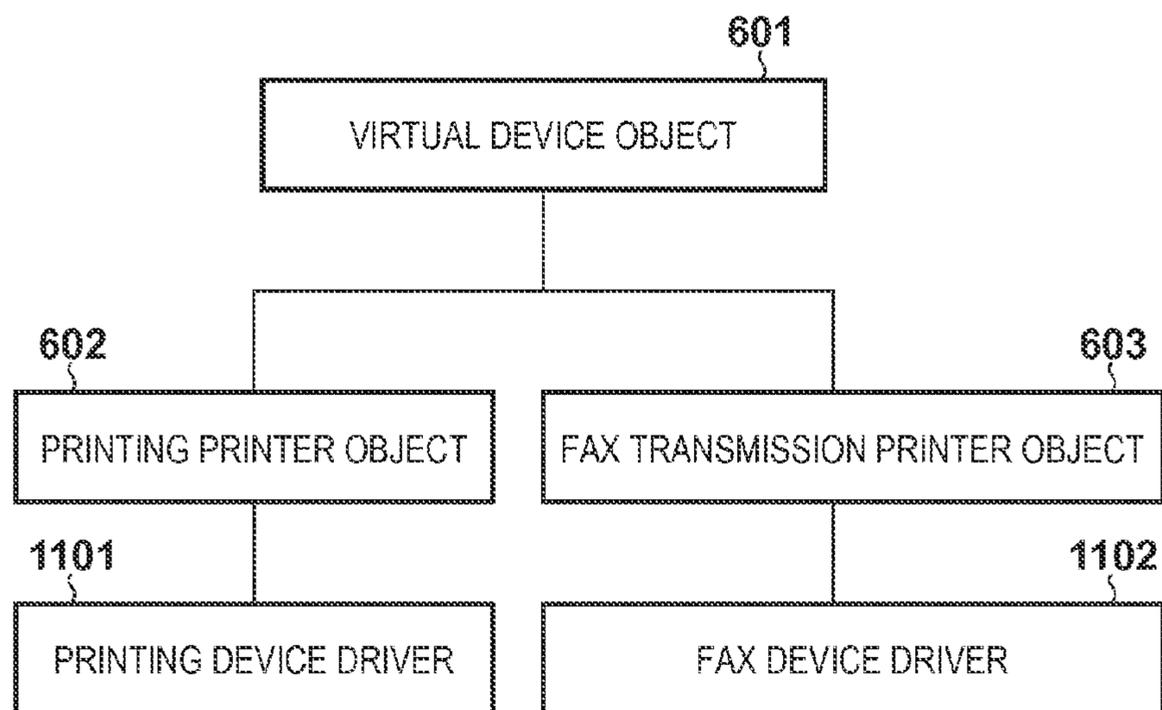 601
VIRTUAL DEVICE OBJECT
602
603
PRINTING PRINTER OBJECT
FAX TRANSMISSION PRINTER OBJECT
1101
1102
PRINTING DEVICE DRIVER
FAX DEVICE DRIVER